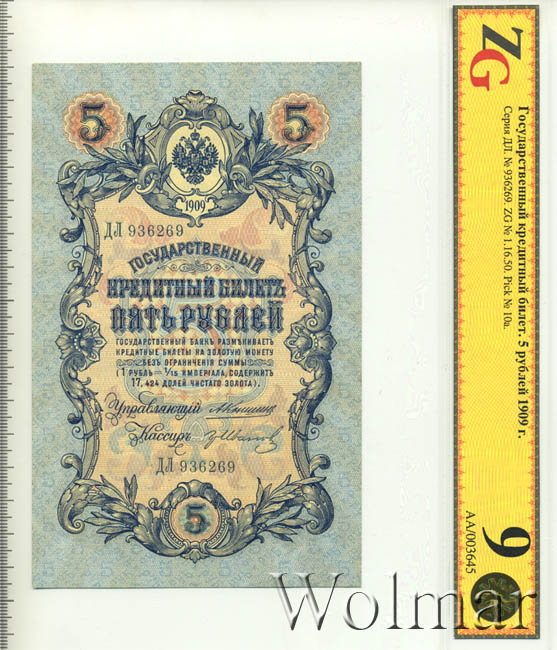 5 5
1909
ДЛ 936269
ГОСУДАРСТВЕННЫЙ
КРЕДИТНЫЙ БИЛЕТЪ
ПЯТЬ РУБЛЕЙ
ГОСУДАРСТВЕННЫЙ БАНКЪ РАЗМѢНИВАЕТЪ
КРЕДИТНЫЕ БИЛЕТЫ НА ЗОЛОТУЮ МОНЕТУ
БЕЗЪ ОГРАНИЧЕНІЯ СУММЫ
(1 РУБЛЬ = 1/15 ИМПЕРІАЛА, СОДЕРЖИТЪ
17,424 ДОЛЕЙ ЧИСТАГО ЗОЛОТА).
Управляющій
Кассиръ
ДЛ 936269
5
ZG
Государственный кредитный билет. 5 рублей 1909 г.
Серия ДЛ. № 936269. ZG № 1.16.50. Pick № 10a.
9
AA/003645
Wolmar